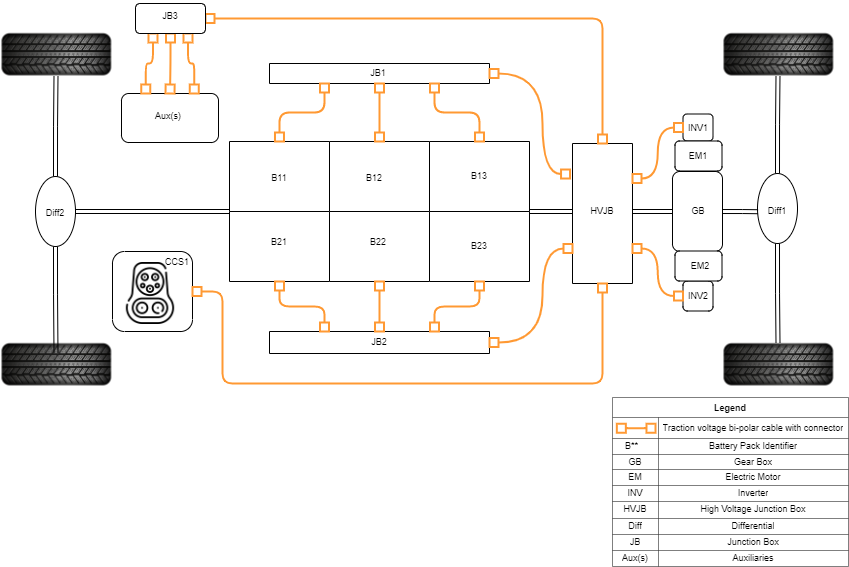 JB3
JB1
Aux(s)
INV1
EM1
B11
B12
B13
Diff2
HVJB
GB
Diff1
B21
B22
B23
CCS1
EM2
INV2
JB2
Legend
Traction voltage bi-polar cable with connector
B** Battery Pack Identifier
GB Gear Box
EM Electric Motor
INV Inverter
HVJB High Voltage Junction Box
Diff Differential
JB Junction Box
Aux(s) Auxiliaries